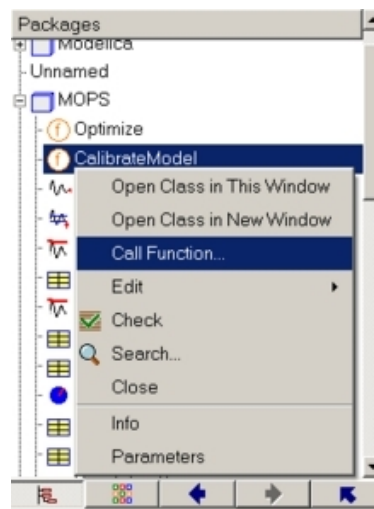 Packages
Modelica
Unnamed
MOPS
Optimize
CalibrateModel
Open Class in This Window
Open Class in New Window
Call Function...
Edit
Check
Search...
Close
Info
Parameters